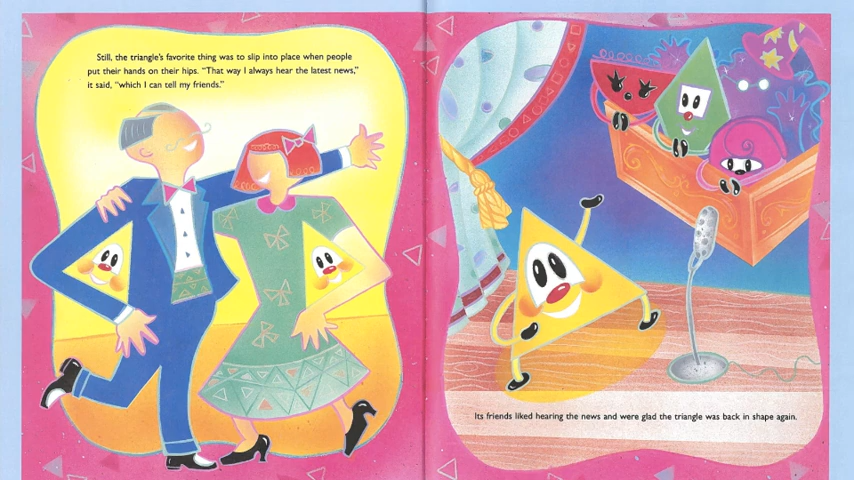 Still, the triangle's favorite thing was to slip into place when people
put their hands on their hips. "That way I always hear the latest news,"
it said, "which I can tell my friends."
Its friends liked hearing the news and were glad the triangle was back in shape again.